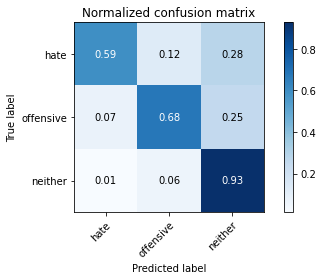 Normalized confusion matrix
True label
hate 0.59 0.12 0.28
offensive 0.07 0.68 0.25
neither 0.01 0.06 0.93
hate offensive neither
Predicted label
0.8
0.6
0.4
0.2